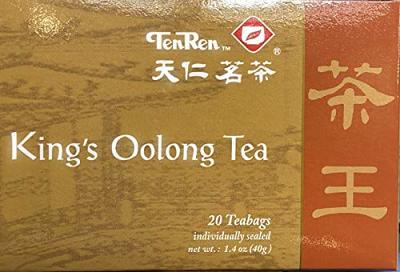 TenRen™
®
天仁茗茶
King's Oolong Tea
茶王
20 Teabags
individually sealed
net wt.: 1.4 oz (40g)